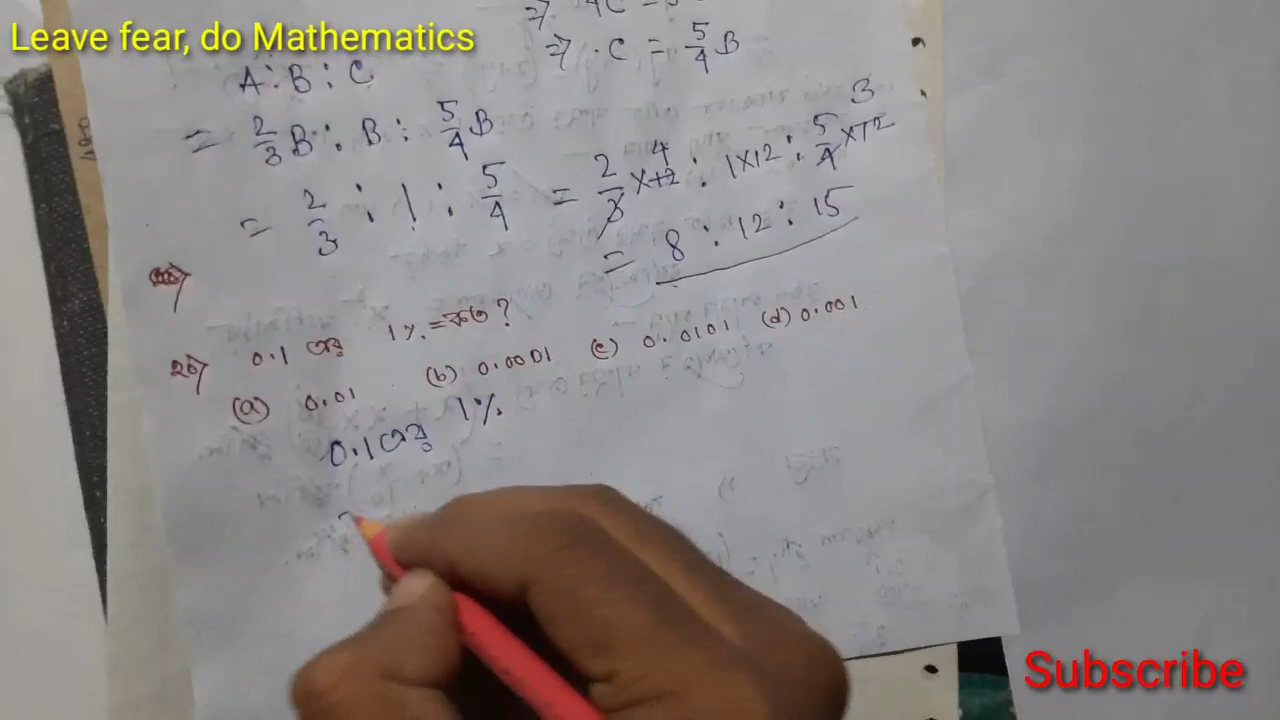 Leave fear, do Mathematics
⇒ C = 5/4 B
A : B : C
= 2/3 B : B : 5/4 B
= 2/3 : 1 : 5/4 = 2/3 × 12 4 : 1×12 : 5/4 × 12 3
= 8 : 12 : 15
0.1 এর 1% = কত ?
(a) 0.01 (b) 0.0001 (c) 0.0101 (d) 0.001
0.1 এর 1%
Subscribe